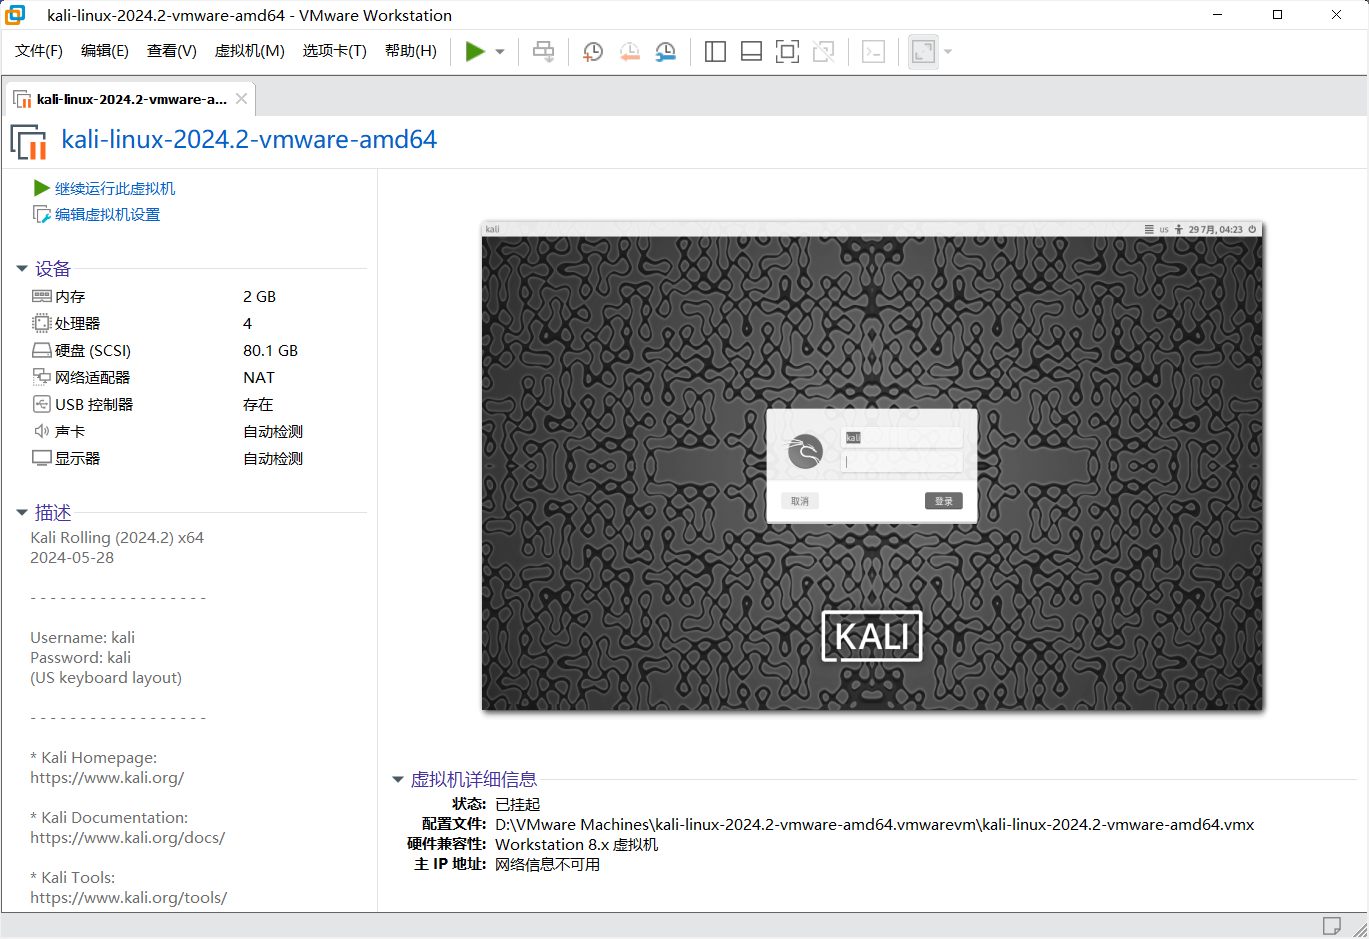 kali-linux-2024.2-vmware-amd64 - VMware Workstation
文件(F) 编辑(E) 查看(V) 虚拟机(M) 选项卡(T) 帮助(H)
kali-linux-2024.2-vmware-a...
kali-linux-2024.2-vmware-amd64
继续运行此虚拟机
编辑虚拟机设置
设备
内存 2 GB
处理器 4
硬盘 (SCSI) 80.1 GB
网络适配器 NAT
USB 控制器 存在
声卡 自动检测
显示器 自动检测
描述
Kali Rolling (2024.2) x64
2024-05-28
- - - - - - - - - - - - - - - - - -
Username: kali
Password: kali
(US keyboard layout)
- - - - - - - - - - - - - - - - - -
* Kali Homepage:
https://www.kali.org/
* Kali Documentation:
https://www.kali.org/docs/
* Kali Tools:
https://www.kali.org/tools/
kali us 29 7月, 04:23
kali
取消 登录
KALI
虚拟机详细信息
状态: 已挂起
配置文件: D:\VMware Machines\kali-linux-2024.2-vmware-amd64.vmwarevm\kali-linux-2024.2-vmware-amd64.vmx
硬件兼容性: Workstation 8.x 虚拟机
主 IP 地址: 网络信息不可用